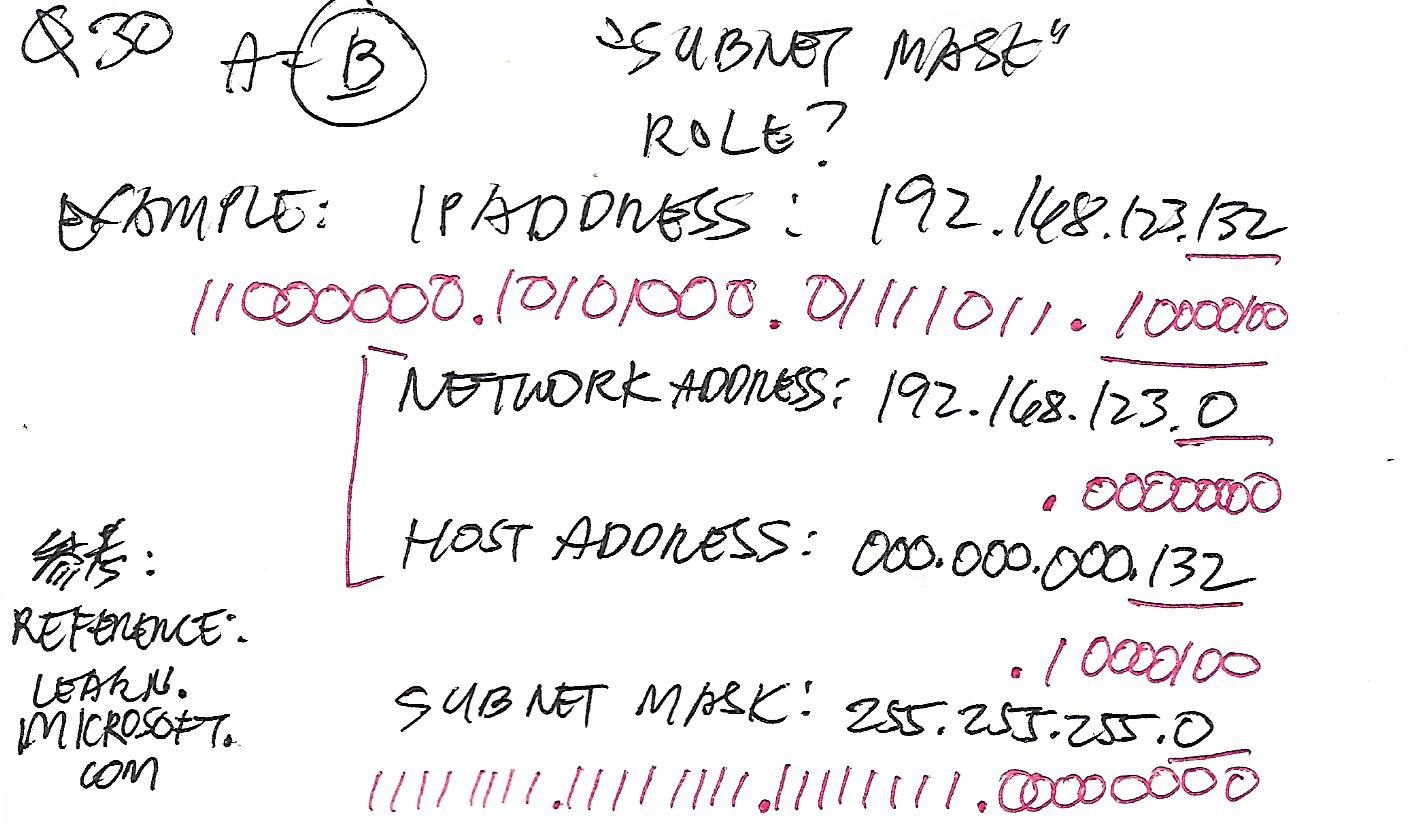 Q30 A = B "SUBNET MASK"
ROLE?
EXAMPLE: IP ADDRESS: 192.168.123.132
11000000.10101000.01111011.10000100
NETWORK ADDRESS: 192.168.123.0
.00000000
HOST ADDRESS: 000.000.000.132
.10000100
SUBNET MASK: 255.255.255.0
11111111.11111111.11111111.00000000
参考:
REFERENCE:
LEARN.
MICROSOFT.
COM